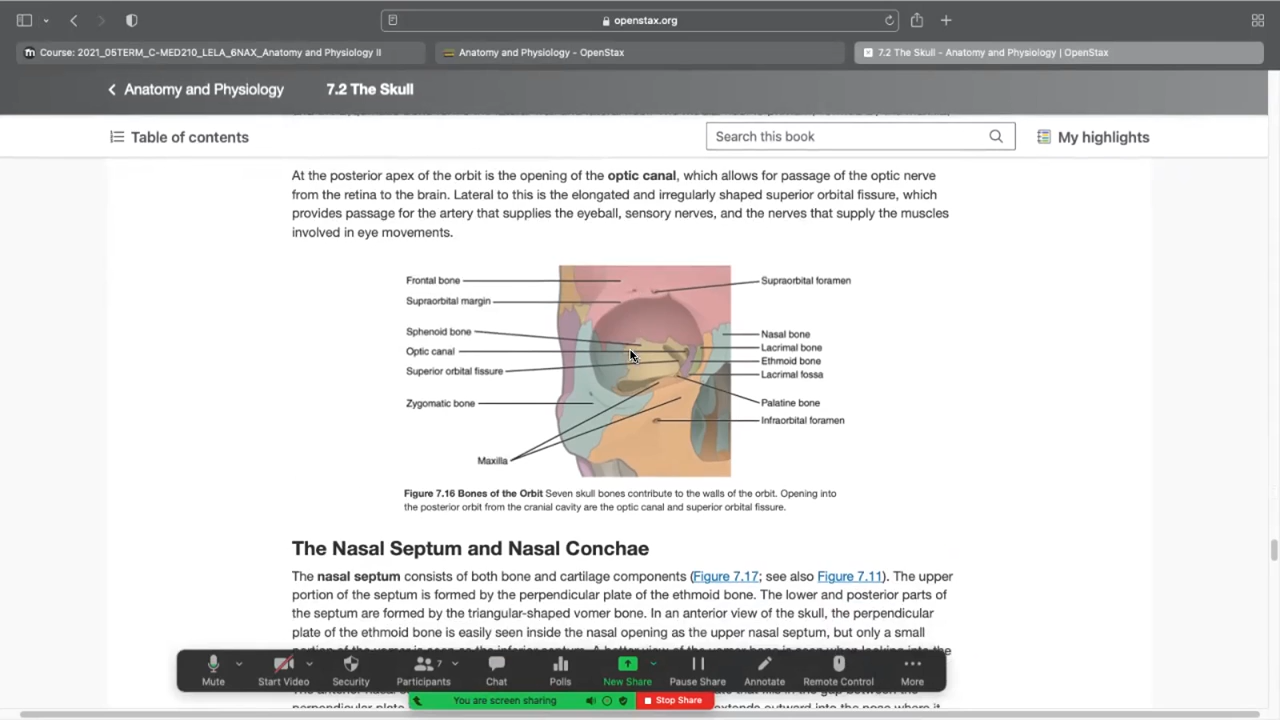 openstax.org
Course: 2021_05TERM_C-MED210_LELA_6NAX_Anatomy and Physiology II
Anatomy and Physiology - OpenStax
7.2 The Skull - Anatomy and Physiology | OpenStax
Anatomy and Physiology
7.2 The Skull
Table of contents
Search this book
My highlights
At the posterior apex of the orbit is the opening of the optic canal, which allows for passage of the optic nerve
from the retina to the brain. Lateral to this is the elongated and irregularly shaped superior orbital fissure, which
provides passage for the artery that supplies the eyeball, sensory nerves, and the nerves that supply the muscles
involved in eye movements.
Frontal bone
Supraorbital margin
Sphenoid bone
Optic canal
Superior orbital fissure
Zygomatic bone
Maxilla
Supraorbital foramen
Nasal bone
Lacrimal bone
Ethmoid bone
Lacrimal fossa
Palatine bone
Infraorbital foramen
Figure 7.16 Bones of the Orbit Seven skull bones contribute to the walls of the orbit. Opening into
the posterior orbit from the cranial cavity are the optic canal and superior orbital fissure.
The Nasal Septum and Nasal Conchae
The nasal septum consists of both bone and cartilage components (Figure 7.17; see also Figure 7.11). The upper
portion of the septum is formed by the perpendicular plate of the ethmoid bone. The lower and posterior parts of
the septum are formed by the triangular-shaped vomer bone. In an anterior view of the skull, the perpendicular
plate of the ethmoid bone is easily seen inside the nasal opening as the upper nasal septum, but only a small
Mute
Start Video
Security
7
Participants
Chat
Polls
New Share
Pause Share
Annotate
Remote Control
More
You are screen sharing
Stop Share
perpendicular plate